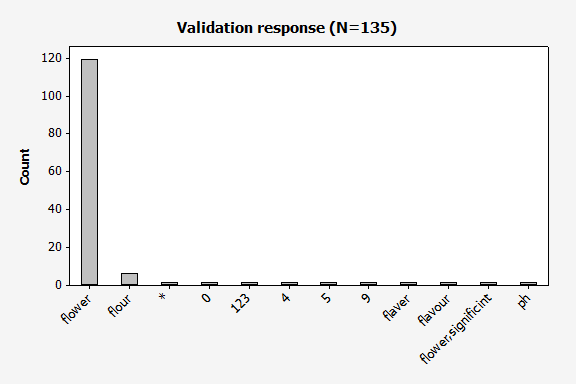 Validation response (N=135)
Count
120
100
80
60
40
20
0
flower
flour
*
0
123
4
5
9
flaver
flavour
flower,significint
ph